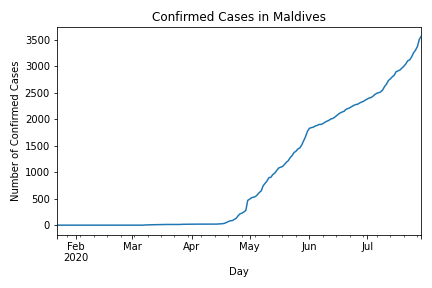 Confirmed Cases in Maldives
Number of Confirmed Cases
3500
3000
2500
2000
1500
1000
500
0
Feb Mar Apr May Jun Jul
2020
Day